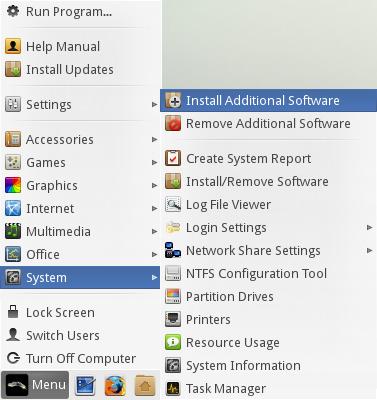 Run Program...
Help Manual
Install Updates
Settings
Accessories
Games
Graphics
Internet
Multimedia
Office
System
Lock Screen
Switch Users
Turn Off Computer
Menu
Install Additional Software
Remove Additional Software
Create System Report
Install/Remove Software
Log File Viewer
Login Settings
Network Share Settings
NTFS Configuration Tool
Partition Drives
Printers
Resource Usage
System Information
Task Manager